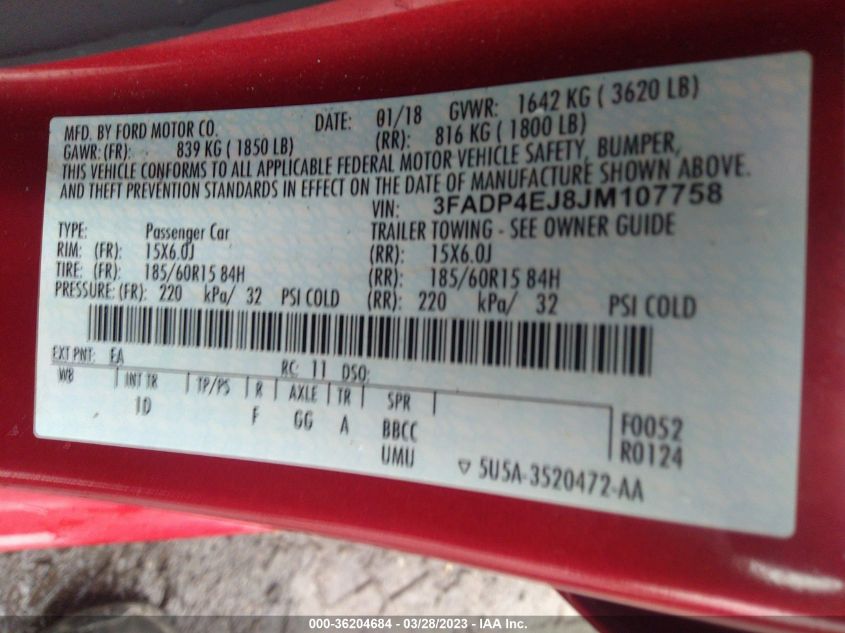 MFD. BY FORD MOTOR CO. DATE: 01/18 GVWR: 1642 KG ( 3620 LB)
GAWR: (FR): 839 KG ( 1850 LB) (RR): 816 KG ( 1800 LB)
THIS VEHICLE CONFORMS TO ALL APPLICABLE FEDERAL MOTOR VEHICLE SAFETY, BUMPER,
AND THEFT PREVENTION STANDARDS IN EFFECT ON THE DATE OF MANUFACTURE SHOWN ABOVE.
VIN: 3FADP4EJ8JM107758
TYPE: Passenger Car TRAILER TOWING - SEE OWNER GUIDE
RIM: (FR): 15X6.0J (RR): 15X6.0J
TIRE: (FR): 185/60R15 84H (RR): 185/60R15 84H
PRESSURE: (FR): 220 kPa/ 32 PSI COLD (RR): 220 kPa/ 32 PSI COLD
EXT PNT: EA RC: 11 DSO:
WB INT TR TP/PS R AXLE TR SPR
ID F GG A BBCC F0052
UMU R0124
5U5A-3520472-AA
000-36204684 / 03/28/2023 - IAA Inc.